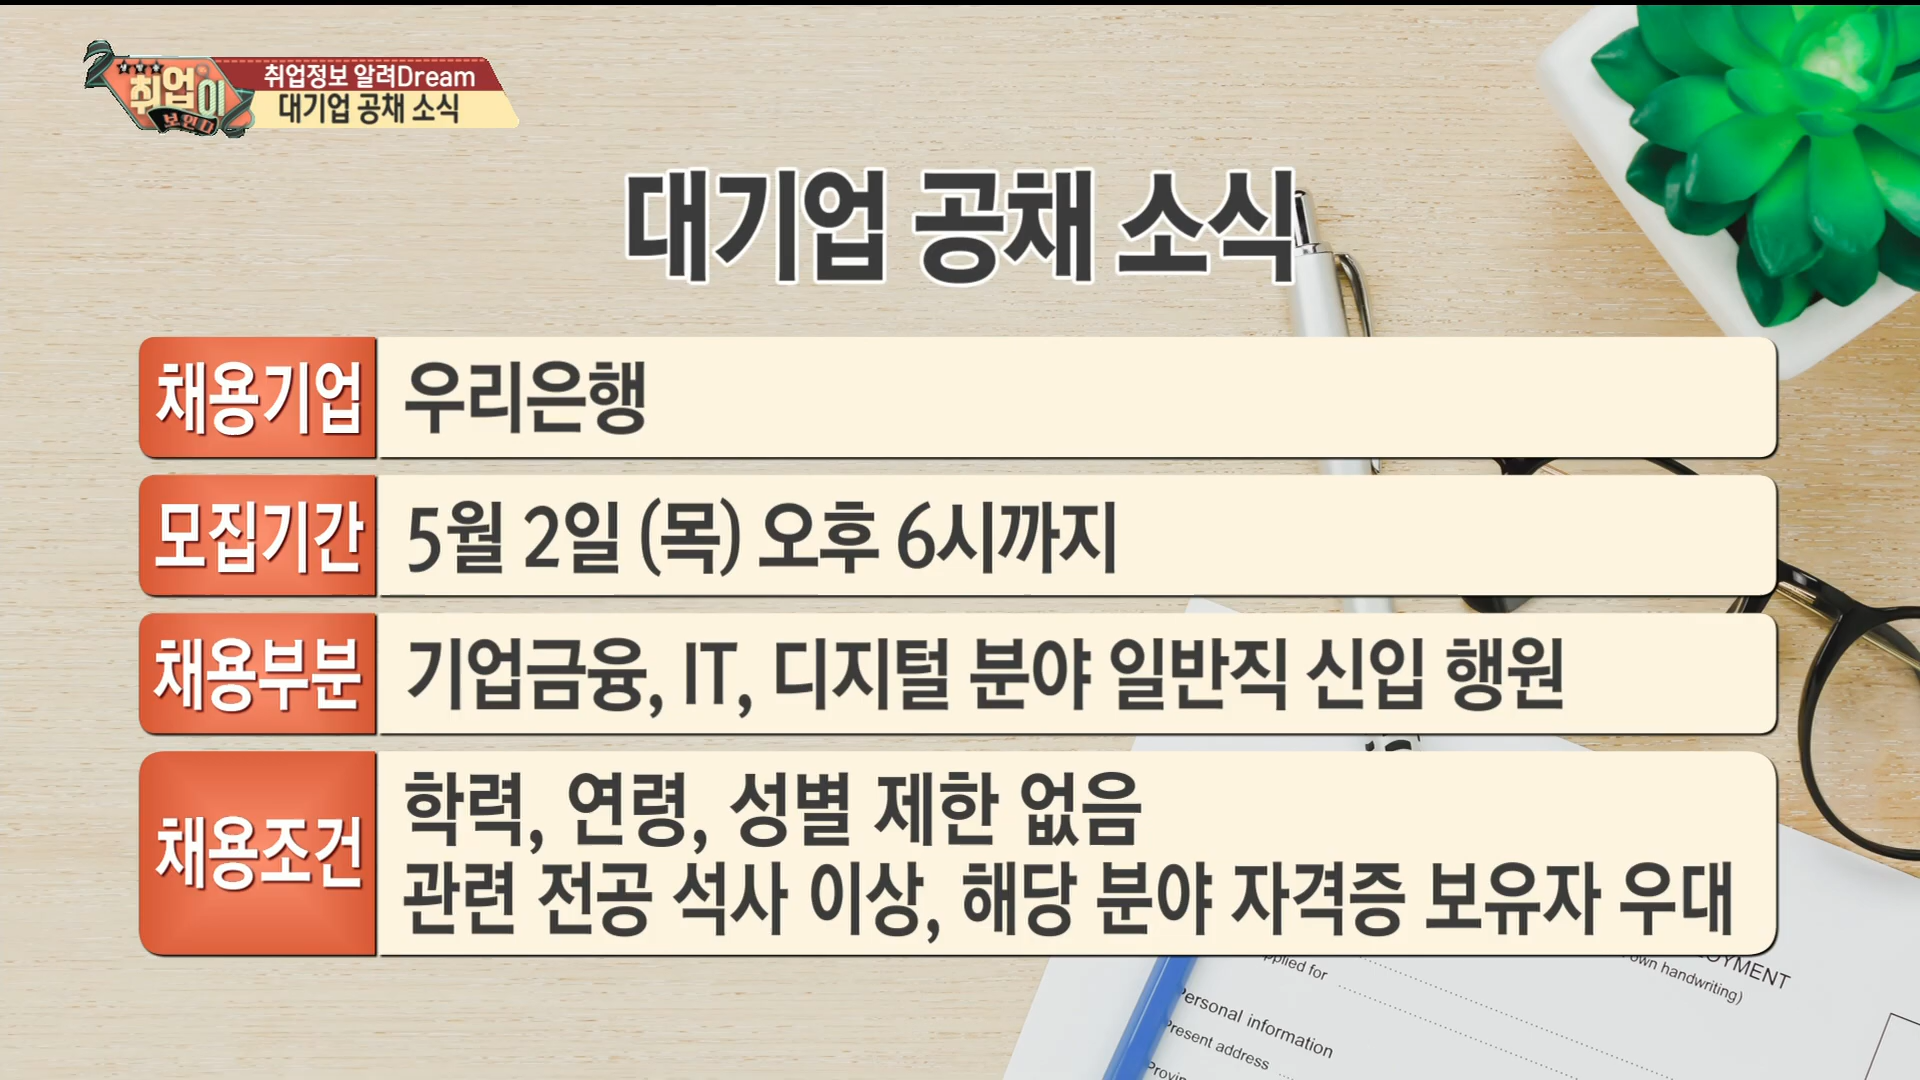 취업이
보인다
취업정보 알려Dream
대기업 공채 소식
대기업 공채 소식
채용기업
우리은행
모집기간
5월 2일 (목) 오후 6시까지
채용부분
기업금융, IT, 디지털 분야 일반직 신입 행원
채용조건
학력, 연령, 성별 제한 없음
관련 전공 석사 이상, 해당 분야 자격증 보유자 우대
own handwriting)
Personal information
Present address